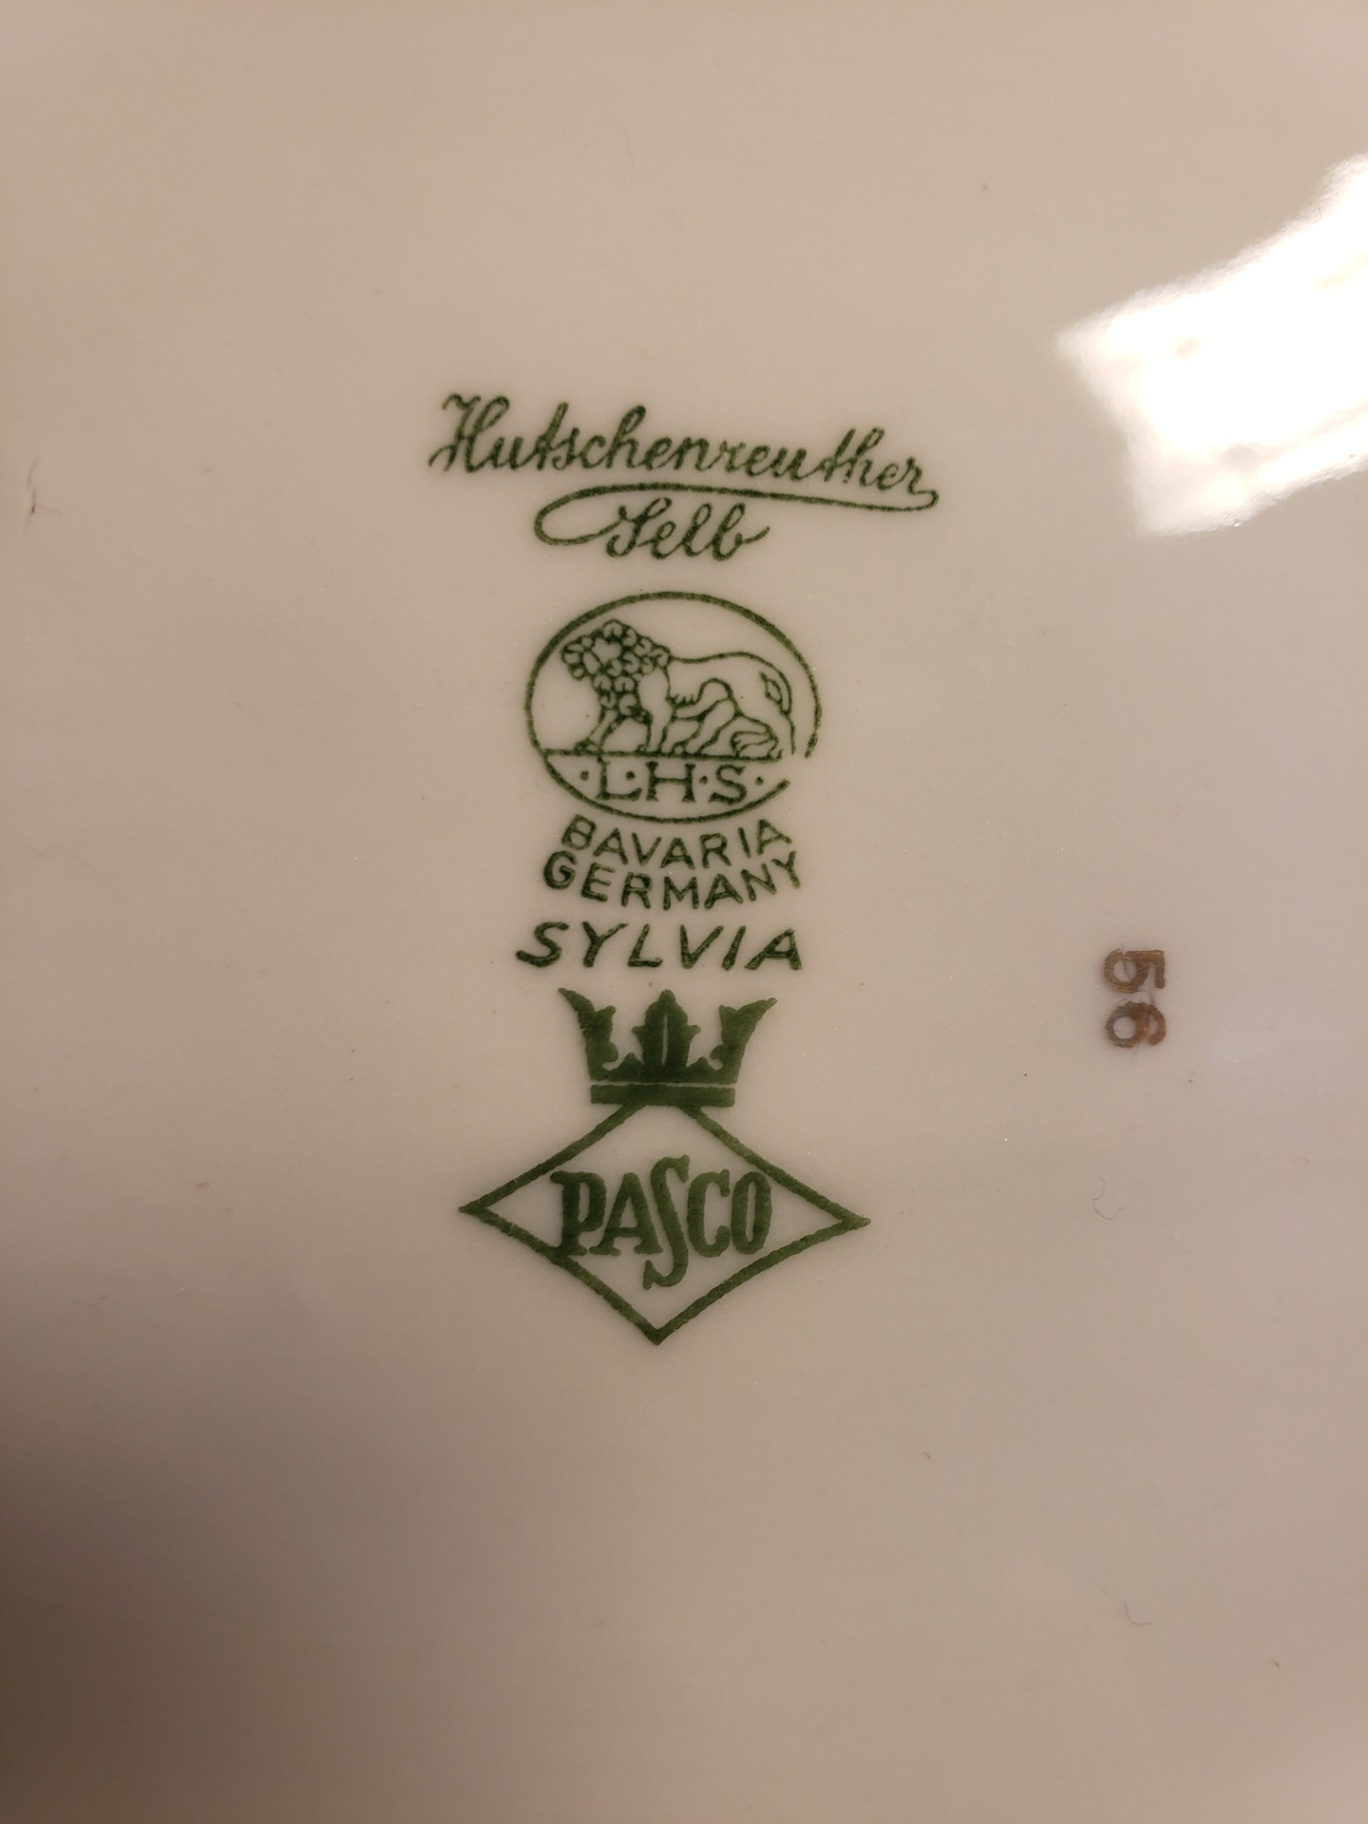 Hutschenreuther
Selb
·L·H·S·
BAVARIA
GERMANY
SYLVIA
PASCO
56